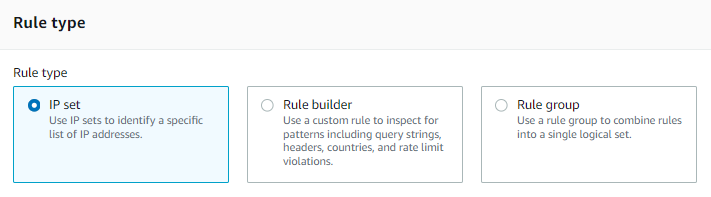 Rule type
Rule type
IP set
Use IP sets to identify a specific
list of IP addresses.
Rule builder
Use a custom rule to inspect for
patterns including query strings,
headers, countries, and rate limit
violations.
Rule group
Use a rule group to combine rules
into a single logical set.